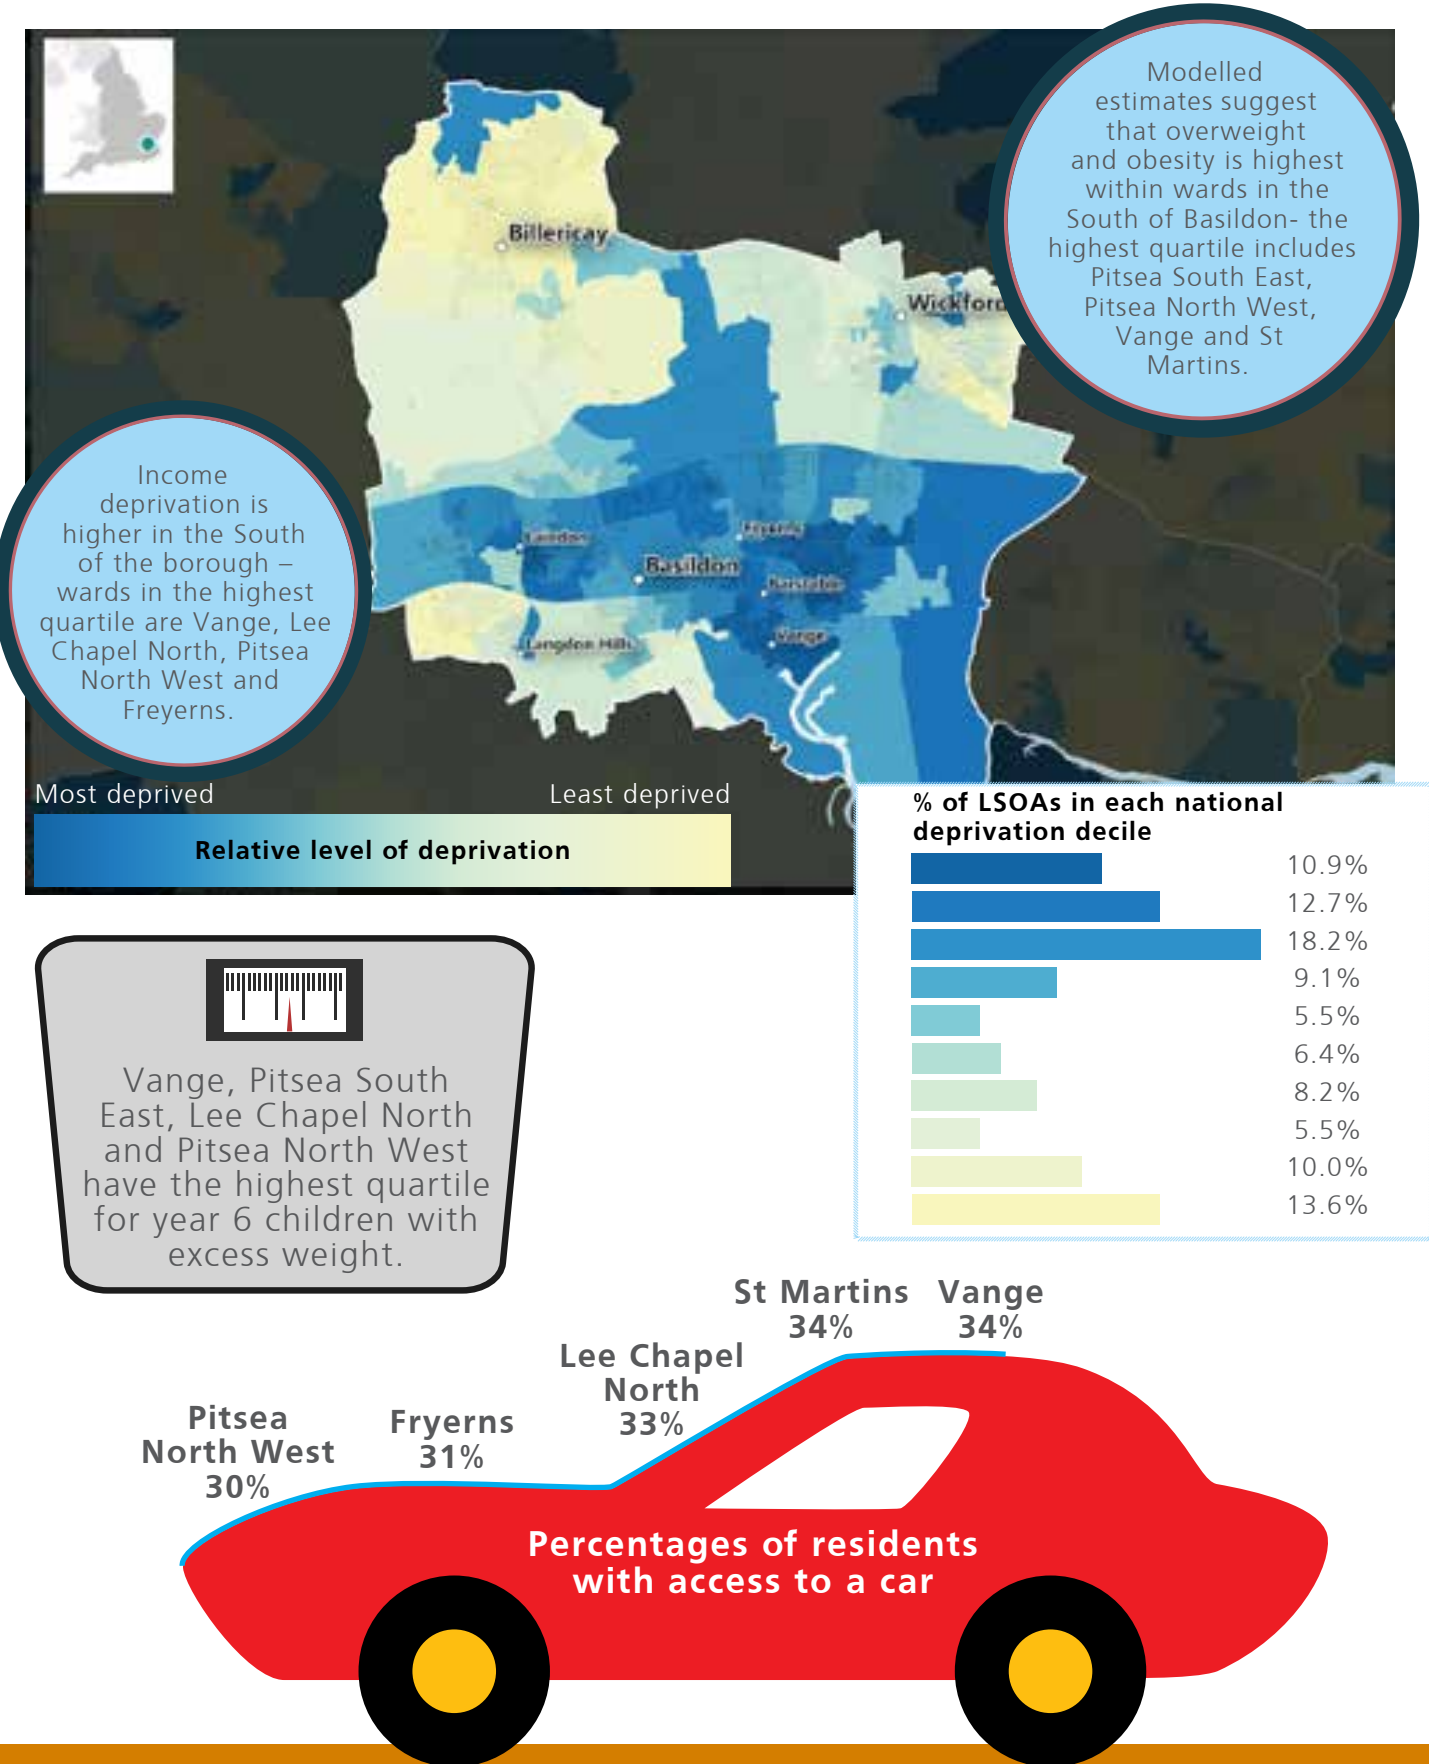 Modelled
estimates suggest
that overweight
and obesity is highest
within wards in the
South of Basildon- the
highest quartile includes
Pitsea South East,
Pitsea North West,
Vange and St
Martins.
Billericay
Wickford
Income
deprivation is
higher in the South
of the borough –
wards in the highest
quartile are Vange, Lee
Chapel North, Pitsea
North West and
Freyerns.
Laindon
Fryerns
Basildon
Barstable
Vange
Langdon Hills
Most deprived
Least deprived
Relative level of deprivation
% of LSOAs in each national
deprivation decile
10.9%
12.7%
18.2%
9.1%
5.5%
6.4%
8.2%
5.5%
10.0%
13.6%
Vange, Pitsea South
East, Lee Chapel North
and Pitsea North West
have the highest quartile
for year 6 children with
excess weight.
St Martins
34%
Vange
34%
Lee Chapel
North
33%
Pitsea
North West
30%
Fryerns
31%
Percentages of residents
with access to a car